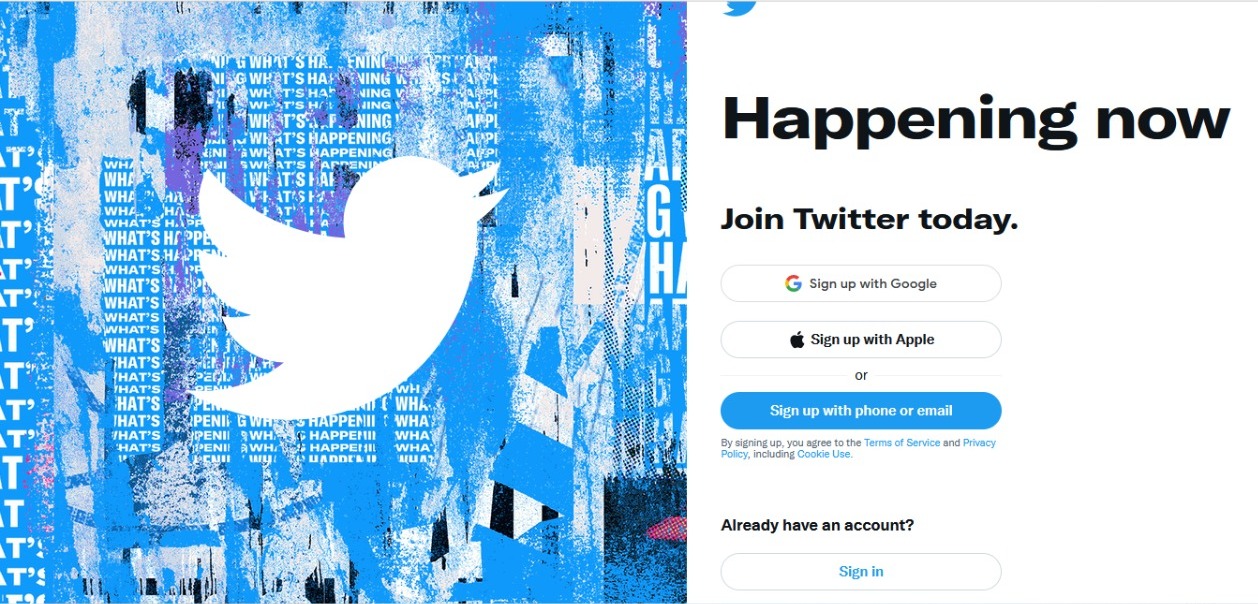 WHAT'S HAPPENING
Happening now
Join Twitter today.
Sign up with Google
Sign up with Apple
or
Sign up with phone or email
By signing up, you agree to the Terms of Service and Privacy
Policy, including Cookie Use.
Already have an account?
Sign in